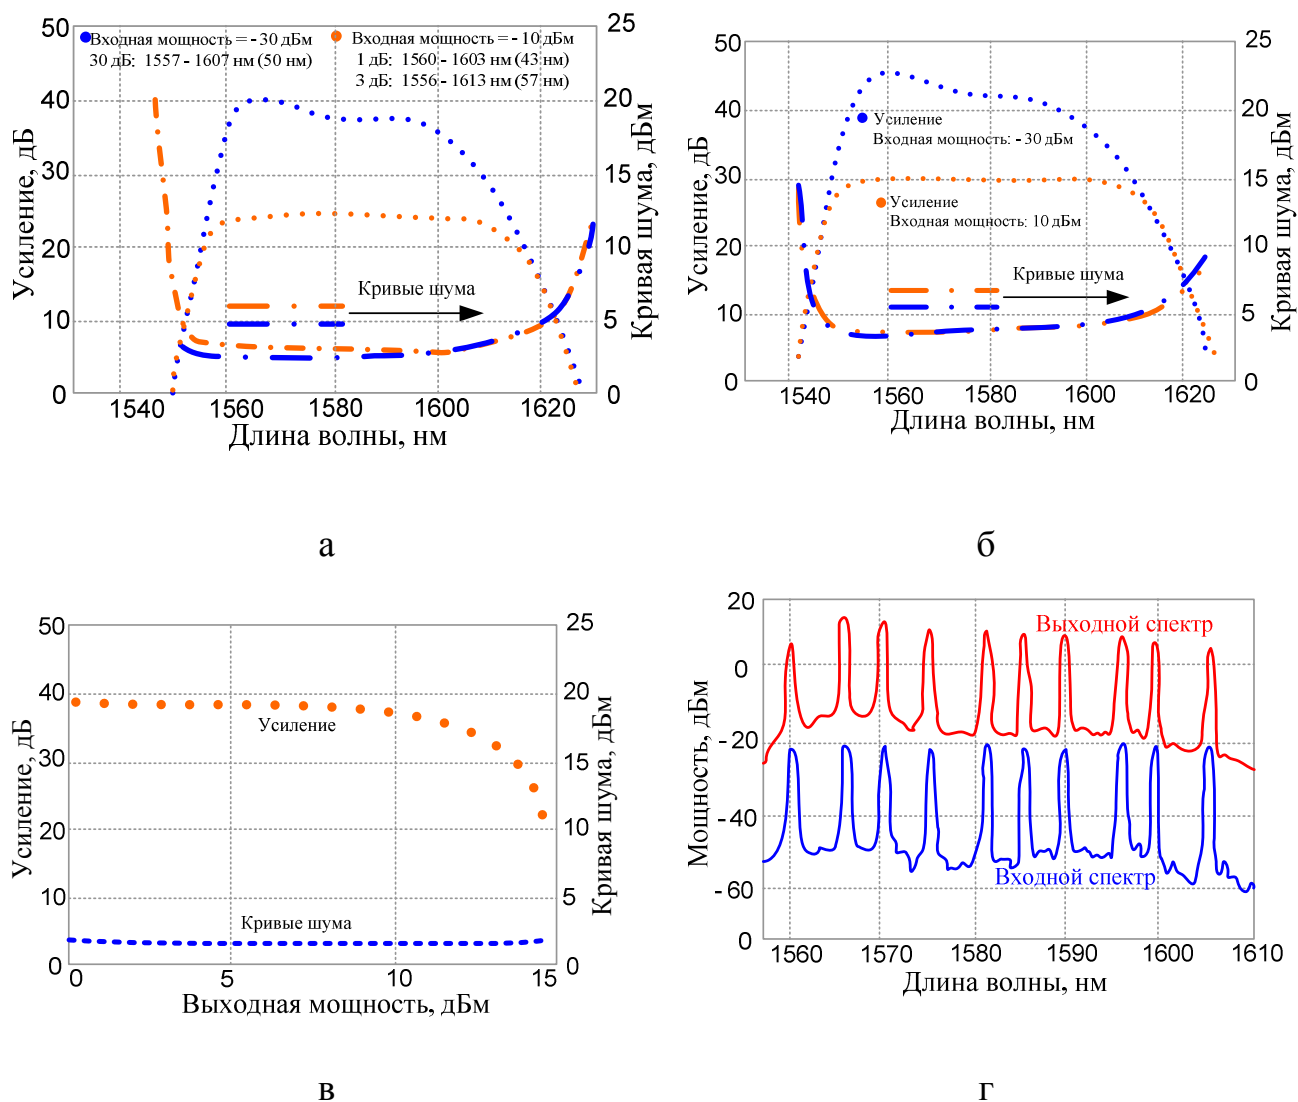 50
40
30
20
10
0
Усиление, дБ
25
20
15
10
5
0
Кривая шума, дБм
Входная мощность = - 30 дБм
30 дБ: 1557 - 1607 нм (50 нм)
Входная мощность = - 10 дБм
1 дБ: 1560 - 1603 нм (43 нм)
3 дБ: 1556 - 1613 нм (57 нм)
Кривые шума
1540 1560 1580 1600 1620
Длина волны, нм
а
50
40
30
20
10
0
Усиление, дБ
25
20
15
10
5
0
Кривая шума, дБм
Усиление
Входная мощность: - 30 дБм
Усиление
Входная мощность: 10 дБм
Кривые шума
1540 1560 1580 1600 1620
Длина волны, нм
б
50
40
30
20
10
0
Усиление, дБ
25
20
15
10
5
0
Кривая шума, дБм
Усиление
Кривые шума
0 5 10 15
Выходная мощность, дБм
в
20
0
- 20
- 40
- 60
0
Мощность, дБм
Выходной спектр
Входной спектр
1560 1570 1580 1590 1600 1610
Длина волны, нм
г